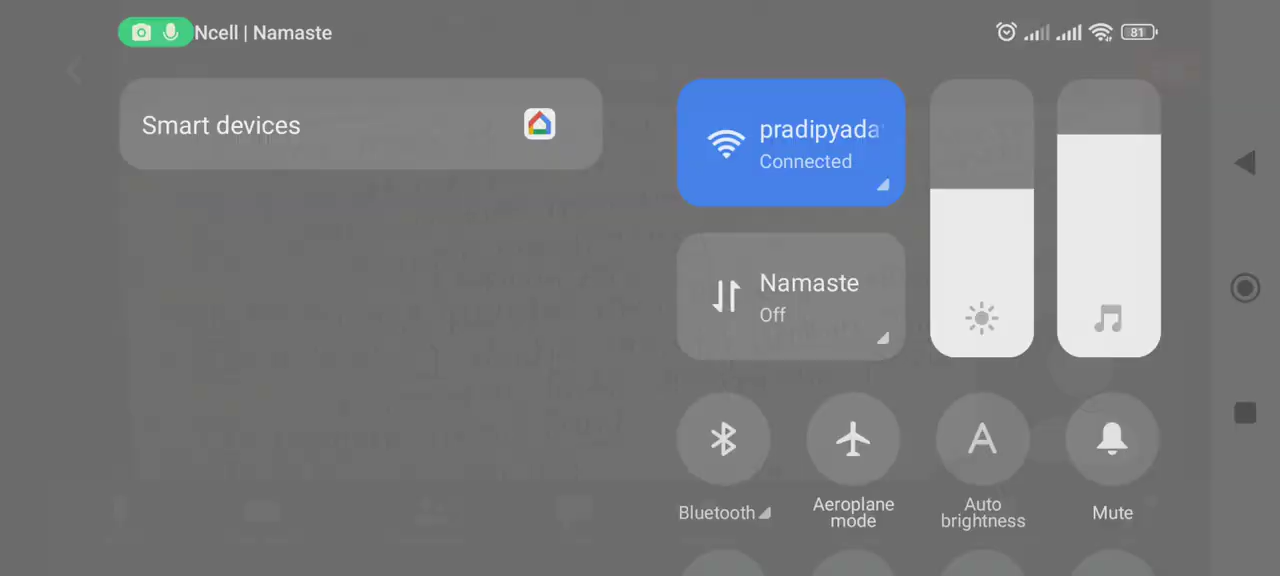 Ncell | Namaste
81
Smart devices
pradipyada
Connected
Namaste
Off
Bluetooth
Aeroplane
mode
Auto
brightness
Mute